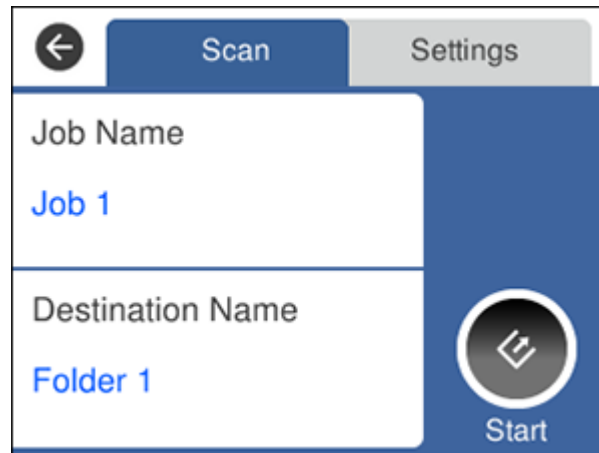 Scan
Settings
Job Name
Job 1
Destination Name
Folder 1
Start